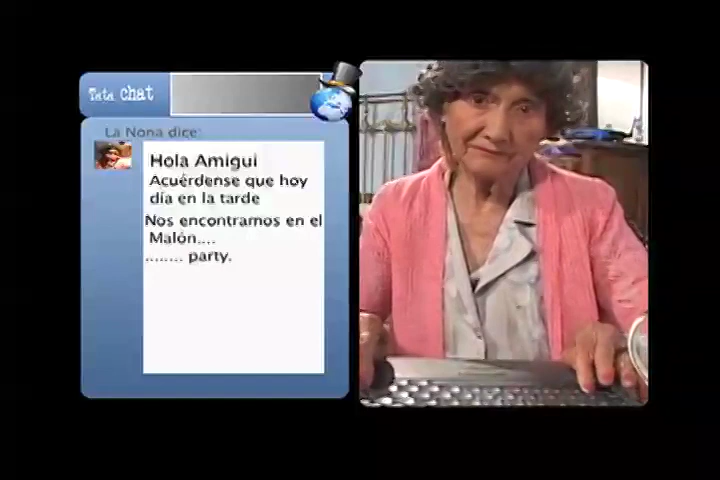 Tata chat
La Nona dice:
Hola Amigui
Acuérdense que hoy
día en la tarde
Nos encontramos en el
Malón....
........ party.